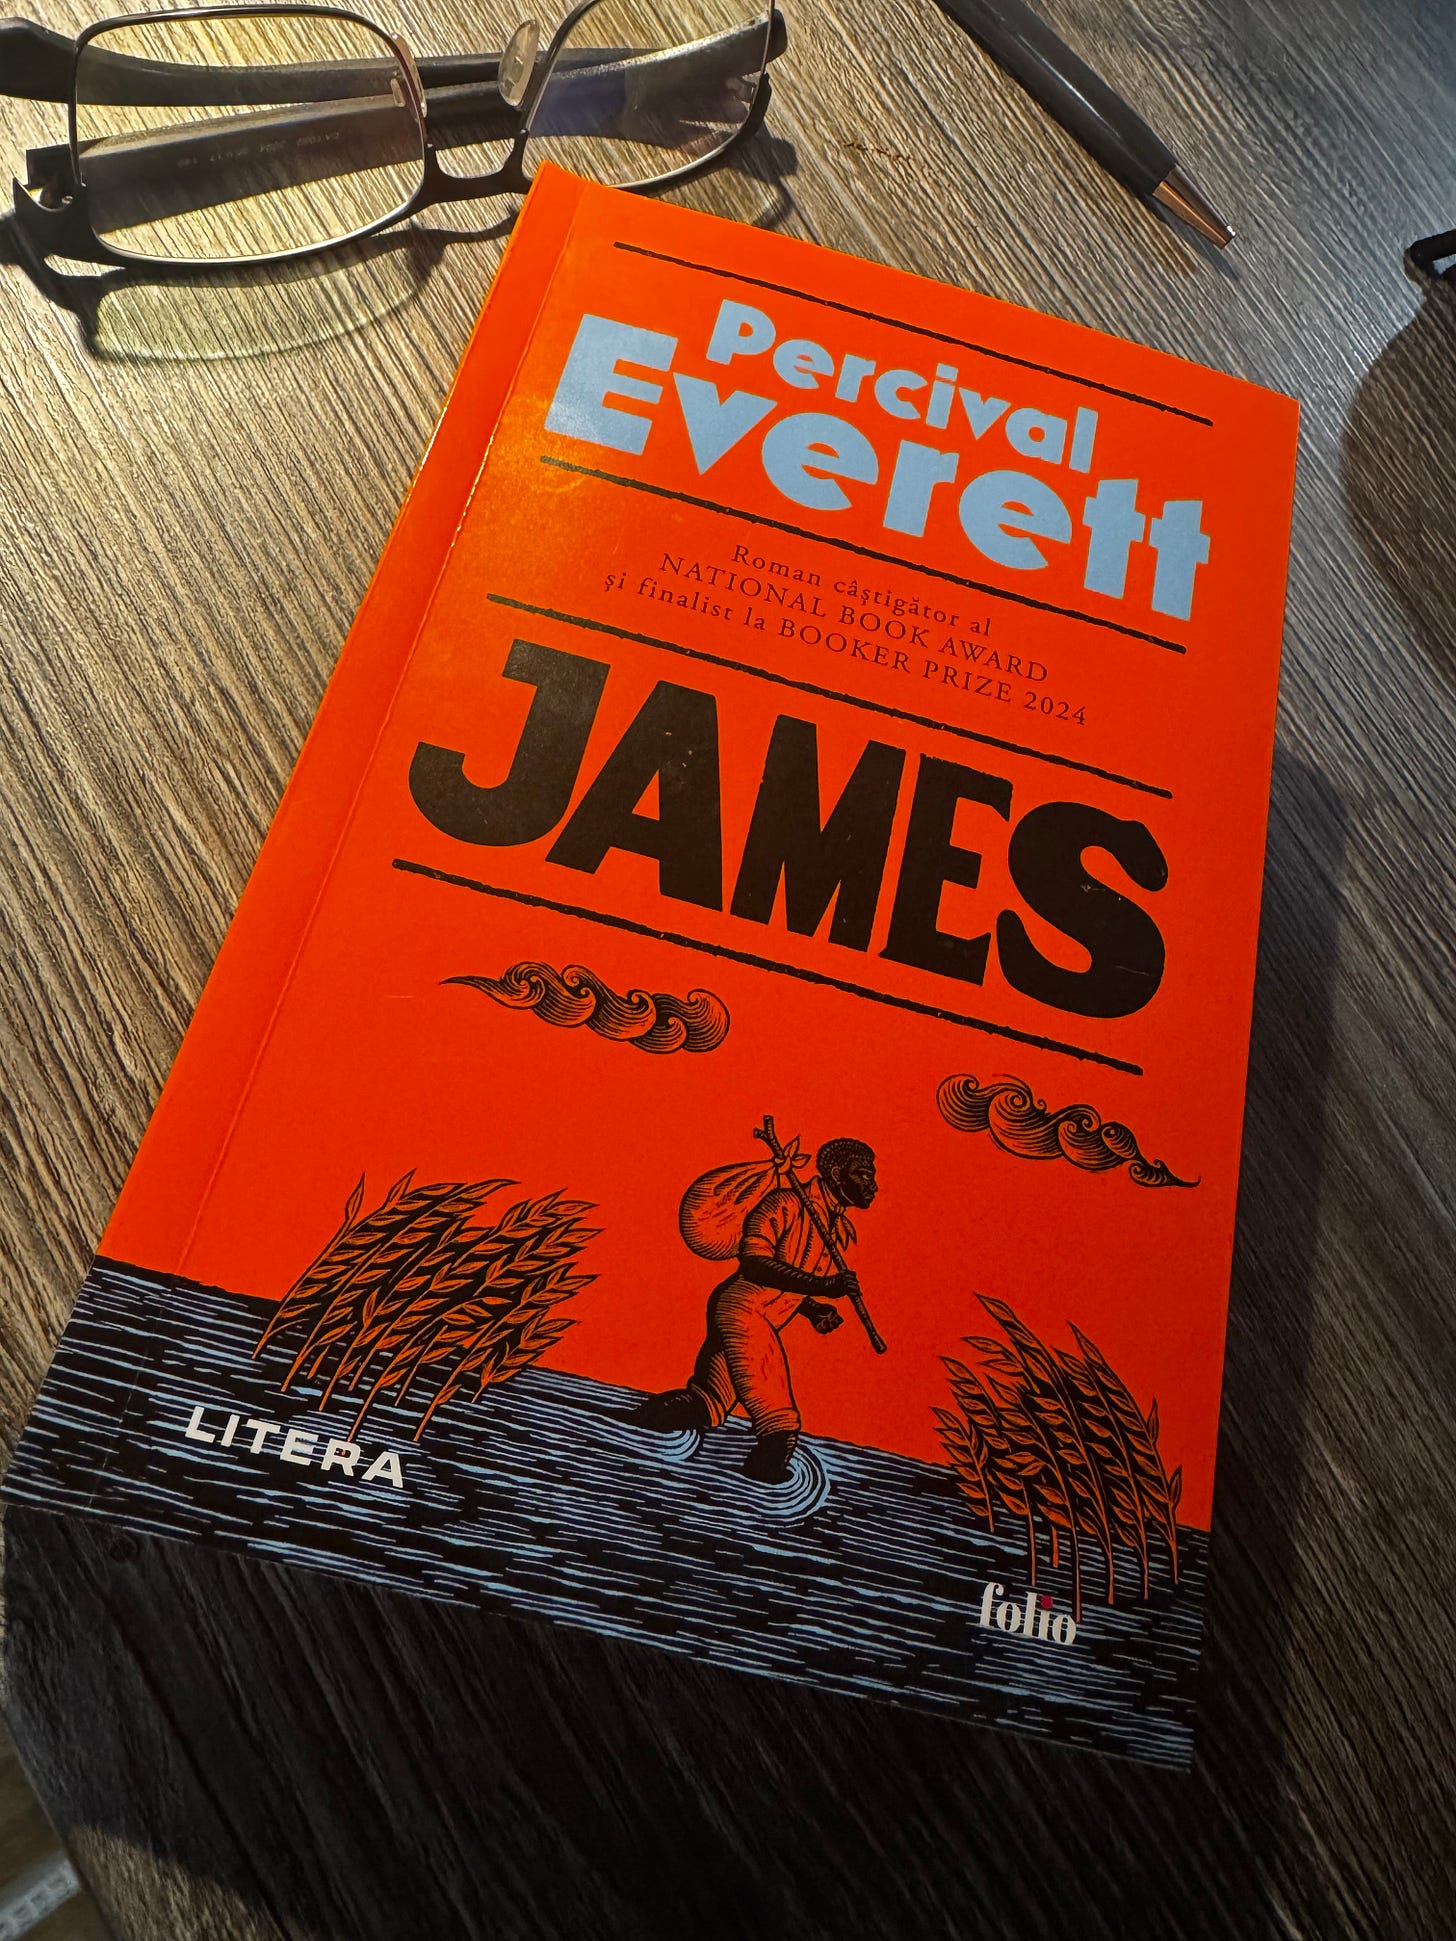 Percival
Everett
Roman câștigător al
NATIONAL BOOK AWARD
și finalist la BOOKER PRIZE 2024
JAMES
LITERA
folio